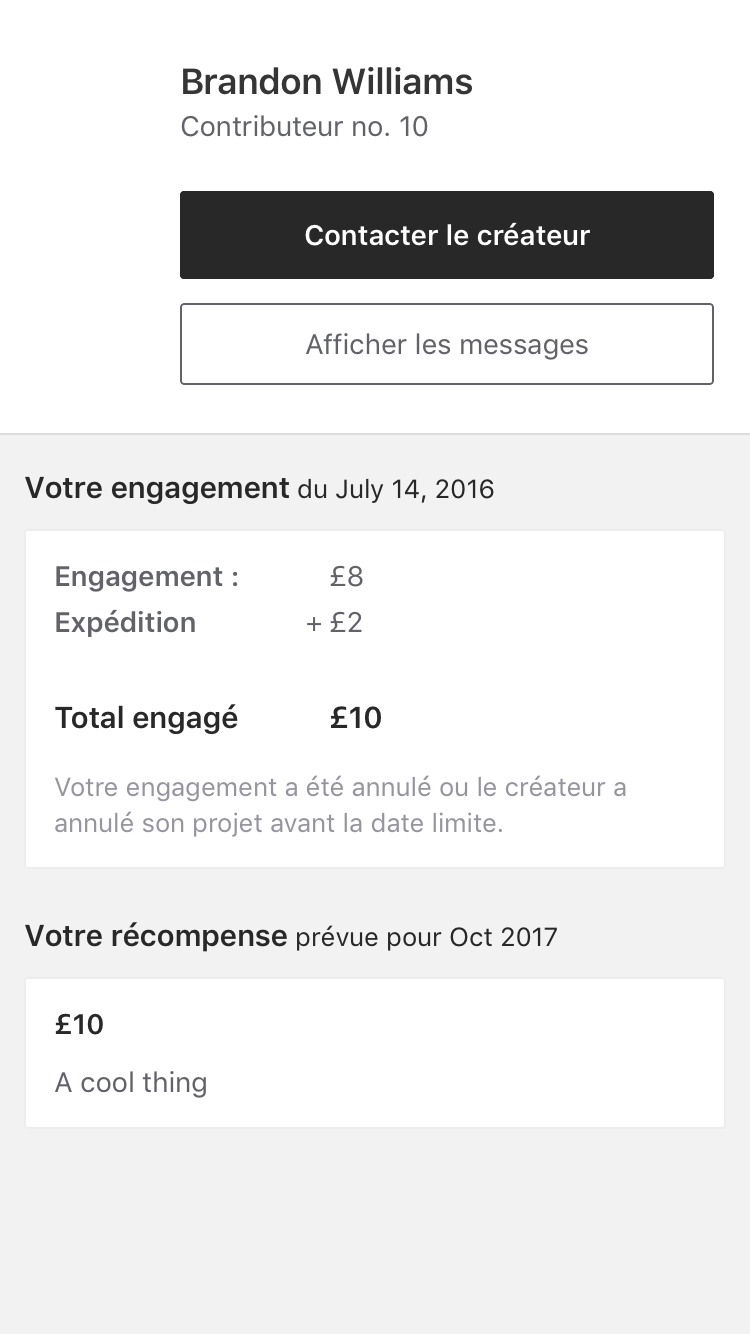 Brandon Williams
Contributeur no. 10
Contacter le créateur
Afficher les messages
Votre engagement du July 14, 2016
Engagement : £8
Expédition + £2
Total engagé £10
Votre engagement a été annulé ou le créateur a
annulé son projet avant la date limite.
Votre récompense prévue pour Oct 2017
£10
A cool thing